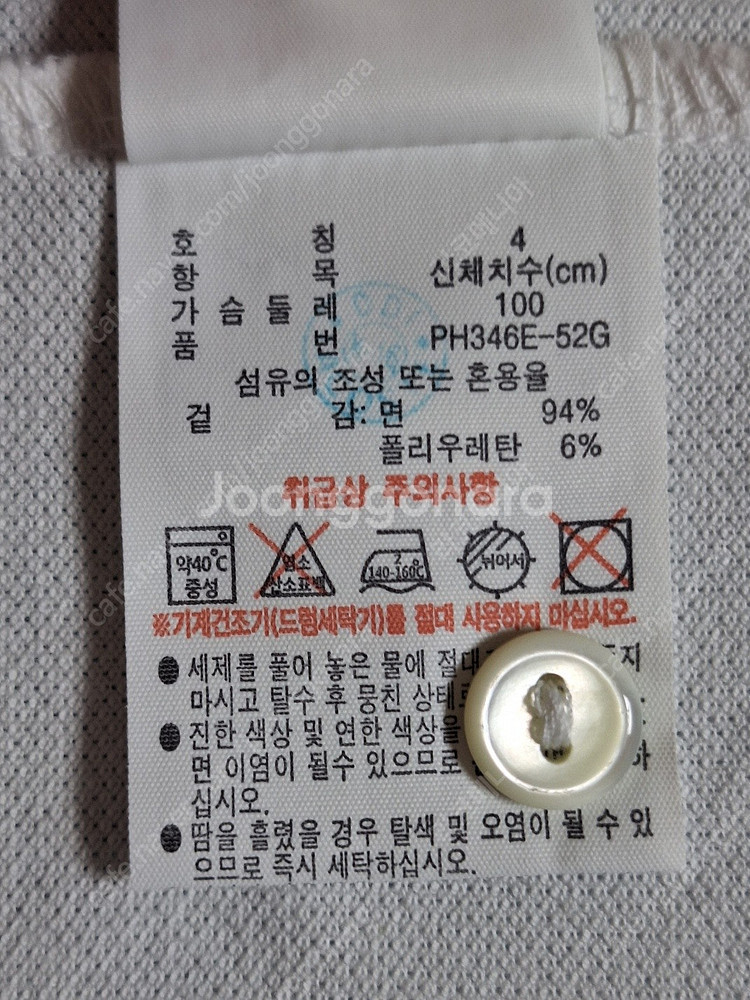 호 칭 4
항 목 신체치수(cm)
가 슴 둘 레 100
품 번 PH346E-52G
섬유의 조성 또는 혼용율
겉 감: 면 94%
폴리우레탄 6%
취급상 주의사항
약40℃ 중성
염소 산소표백
2 140-160℃
뉘어서
※기계건조기(드럼세탁기)를 절대 사용하지 마십시오.
세제를 풀어 놓은 물에
마시고 탈수 후 뭉친
진한 색상 및 연한 색상을
면 이염이 될수 있으므로
십시오.
땀을 흘렸을 경우 탈색 및 오염이 될 수 있
으므로 즉시 세탁하십시오.
Joonggonara